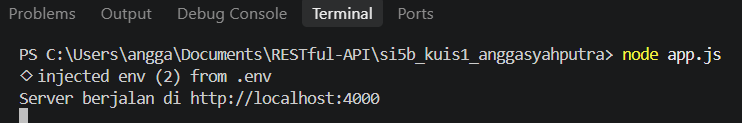 Problems Output Debug Console Terminal Ports
PS C:\Users\angga\Documents\RESTful-API\si5b_kuis1_anggasyahputra> node app.js
◇ injected env (2) from .env
Server berjalan di http://localhost:4000